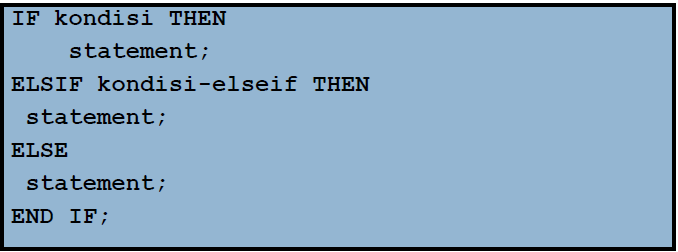 IF kondisi THEN
statement;
ELSIF kondisi-elseif THEN
statement;
ELSE
statement;
END IF;